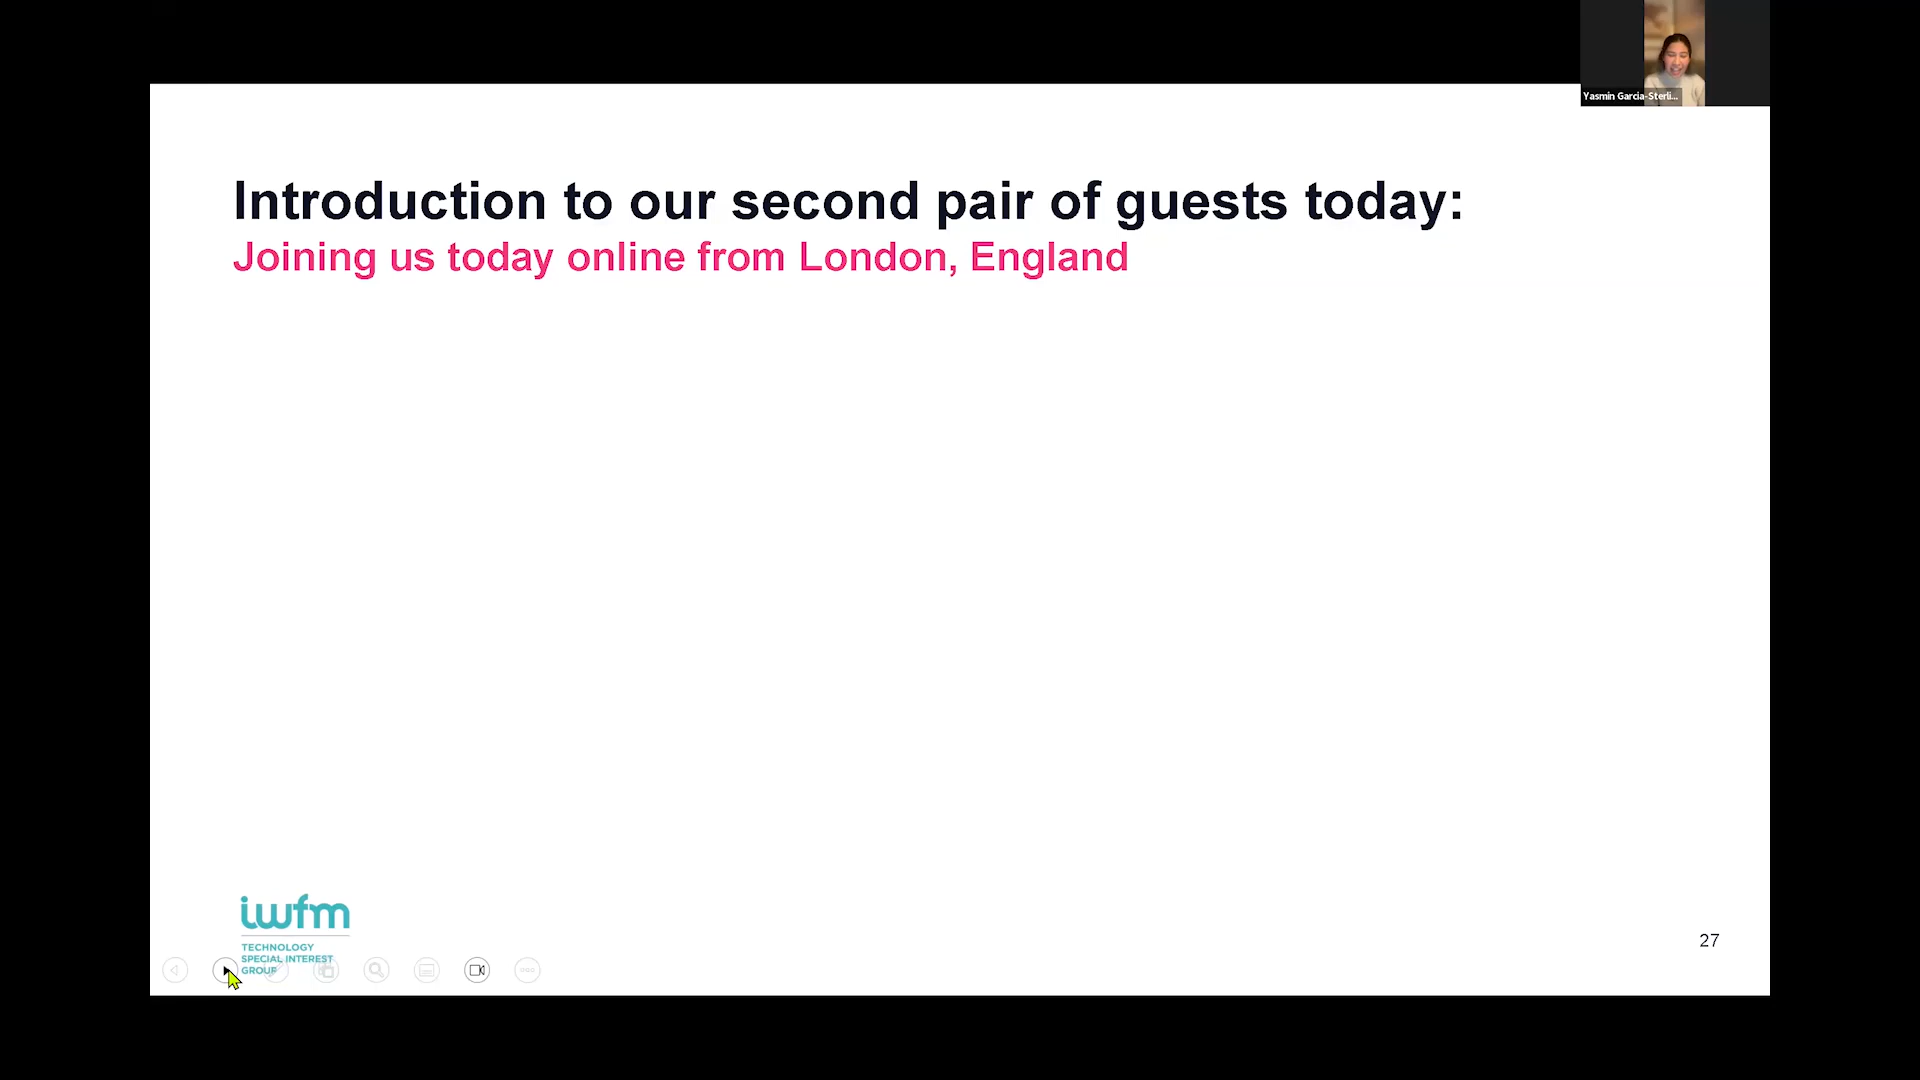 Yasmin Garcia-Sterli...
Introduction to our second pair of guests today:
Joining us today online from London, England
iwfm
TECHNOLOGY
SPECIAL INTEREST
GROUP
27